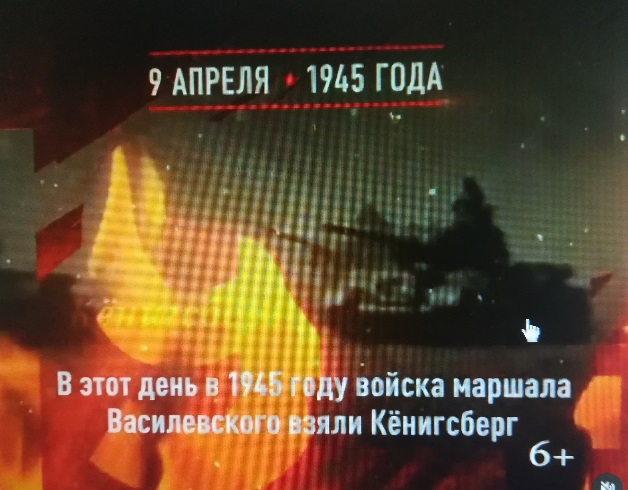 9 АПРЕЛЯ 1945 ГОДА
В этот день в 1945 году войска маршала
Василевского взяли Кёнигсберг
6+